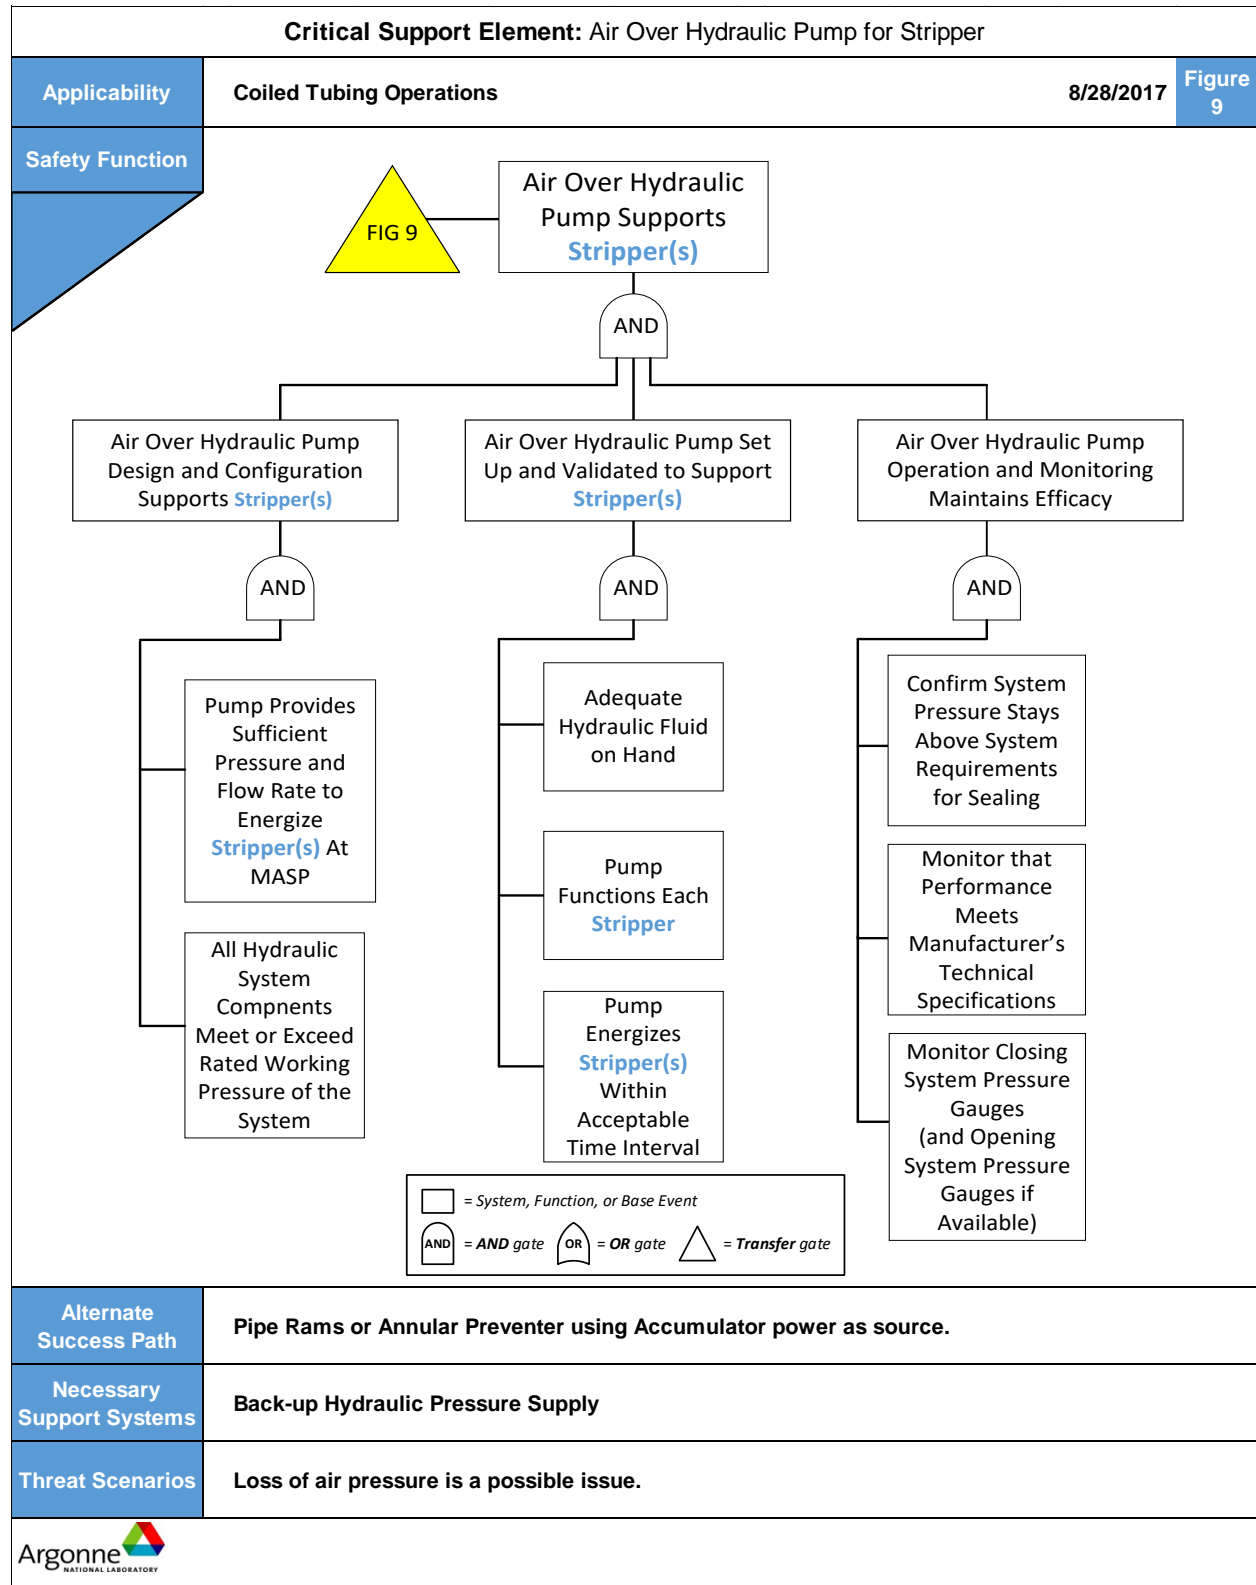 Critical Support Element: Air Over Hydraulic Pump for Stripper
Applicability
Coiled Tubing Operations
8/28/2017
Figure
9
Safety Function
FIG 9
Air Over Hydraulic
Pump Supports
Stripper(s)
AND
Air Over Hydraulic Pump
Design and Configuration
Supports Stripper(s)
Air Over Hydraulic Pump Set
Up and Validated to Support
Stripper(s)
Air Over Hydraulic Pump
Operation and Monitoring
Maintains Efficacy
AND
AND
AND
Pump Provides
Sufficient
Pressure and
Flow Rate to
Energize
Stripper(s) At
MASP
All Hydraulic
System
Compnents
Meet or Exceed
Rated Working
Pressure of the
System
Adequate
Hydraulic Fluid
on Hand
Pump
Functions Each
Stripper
Pump
Energizes
Stripper(s)
Within
Acceptable
Time Interval
Confirm System
Pressure Stays
Above System
Requirements
for Sealing
Monitor that
Performance
Meets
Manufacturer’s
Technical
Specifications
Monitor Closing
System Pressure
Gauges
(and Opening
System Pressure
Gauges if
Available)
= System, Function, or Base Event
AND = AND gate OR = OR gate = Transfer gate
Alternate
Success Path
Pipe Rams or Annular Preventer using Accumulator power as source.
Necessary
Support Systems
Back-up Hydraulic Pressure Supply
Threat Scenarios
Loss of air pressure is a possible issue.
Argonne
NATIONAL LABORATORY